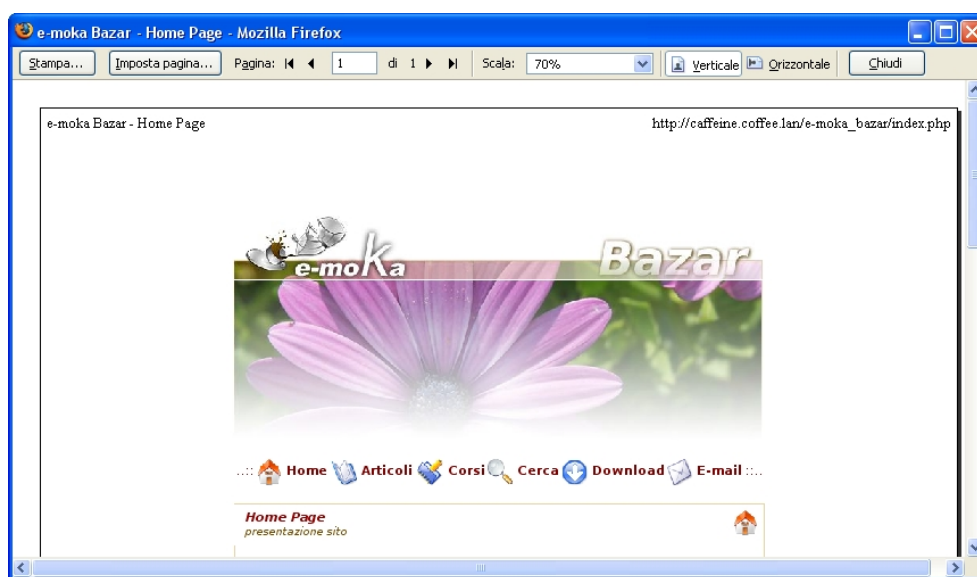 e-moka Bazar - Home Page - Mozilla Firefox
Stampa... Imposta pagina... Pagina: 1 di 1 Scala: 70% Verticale Orizzontale Chiudi
e-moka Bazar - Home Page http://caffeine.coffee.lan/e-moka_bazar/index.php
e-moka Bazar
..:: Home Articoli Corsi Cerca Download E-mail ::..
Home Page
presentazione sito